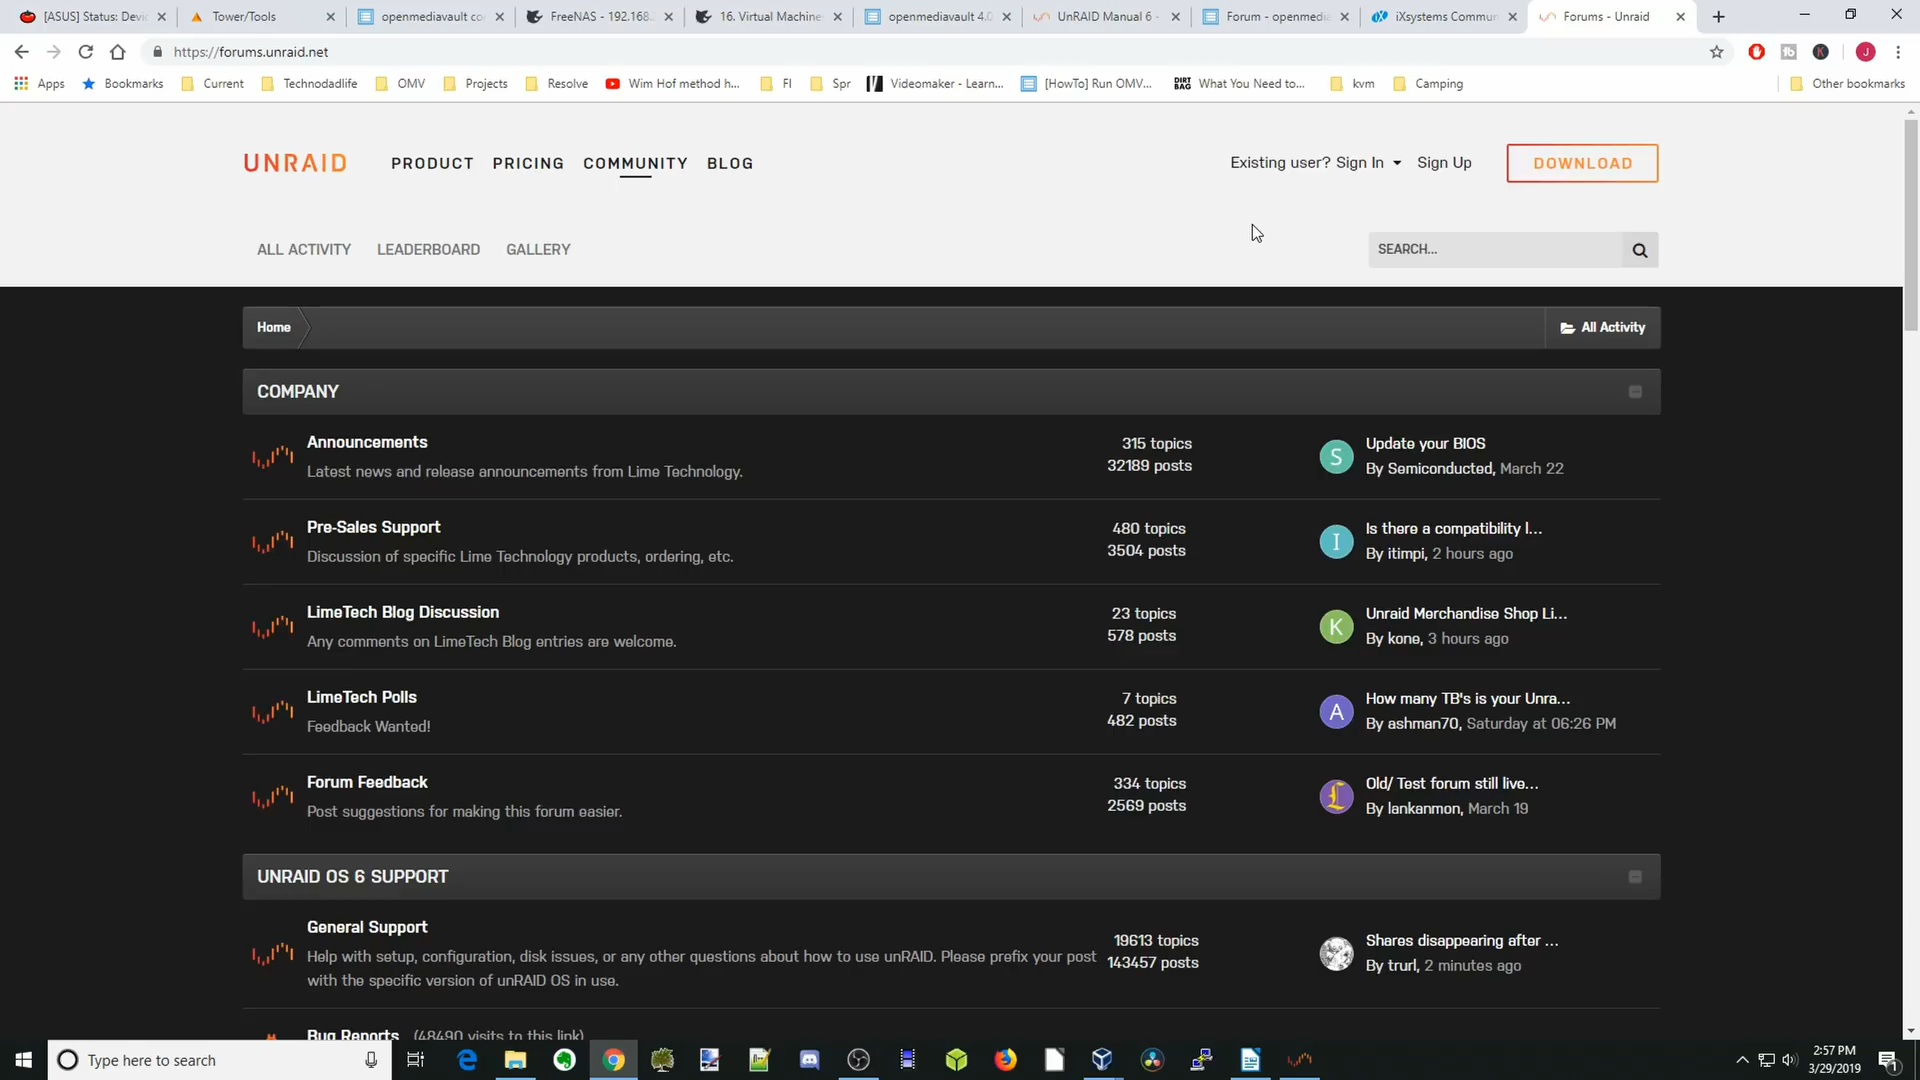 [ASUS] Status: Devic
Tower/Tools
openmediavault co
FreeNAS - 192.168.
16. Virtual Machine
openmediavault 4.0
UnRAID Manual 6 -
Forum - openmedia
iXsystems Commun
Forums - Unraid
https://forums.unraid.net
J
Apps
Bookmarks
Current
Technodadlife
OMV
Projects
Resolve
Wim Hof method h...
FI
Spr
Videomaker - Learn...
[HowTo] Run OMV...
DIRT BAG
What You Need to...
kvm
Camping
Other bookmarks
UNRAID
PRODUCT
PRICING
COMMUNITY
BLOG
Existing user? Sign In
Sign Up
DOWNLOAD
ALL ACTIVITY
LEADERBOARD
GALLERY
SEARCH...
Home
All Activity
COMPANY
Announcements
Latest news and release announcements from Lime Technology.
315 topics
32189 posts
S
Update your BIOS
By Semiconducted, March 22
Pre-Sales Support
Discussion of specific Lime Technology products, ordering, etc.
480 topics
3504 posts
I
Is there a compatibility l...
By itimpi, 2 hours ago
LimeTech Blog Discussion
Any comments on LimeTech Blog entries are welcome.
23 topics
578 posts
K
Unraid Merchandise Shop Li...
By kone, 3 hours ago
LimeTech Polls
Feedback Wanted!
7 topics
482 posts
A
How many TB's is your Unra...
By ashman70, Saturday at 06:26 PM
Forum Feedback
Post suggestions for making this forum easier.
334 topics
2569 posts
L
Old/ Test forum still live...
By lankanmon, March 19
UNRAID OS 6 SUPPORT
General Support
Help with setup, configuration, disk issues, or any other questions about how to use unRAID. Please prefix your post
with the specific version of unRAID OS in use.
19613 topics
143457 posts
Shares disappearing after ...
By trurl, 2 minutes ago
Bug Reports (48490 visits to this link)
Type here to search
2:57 PM
3/29/2019
1